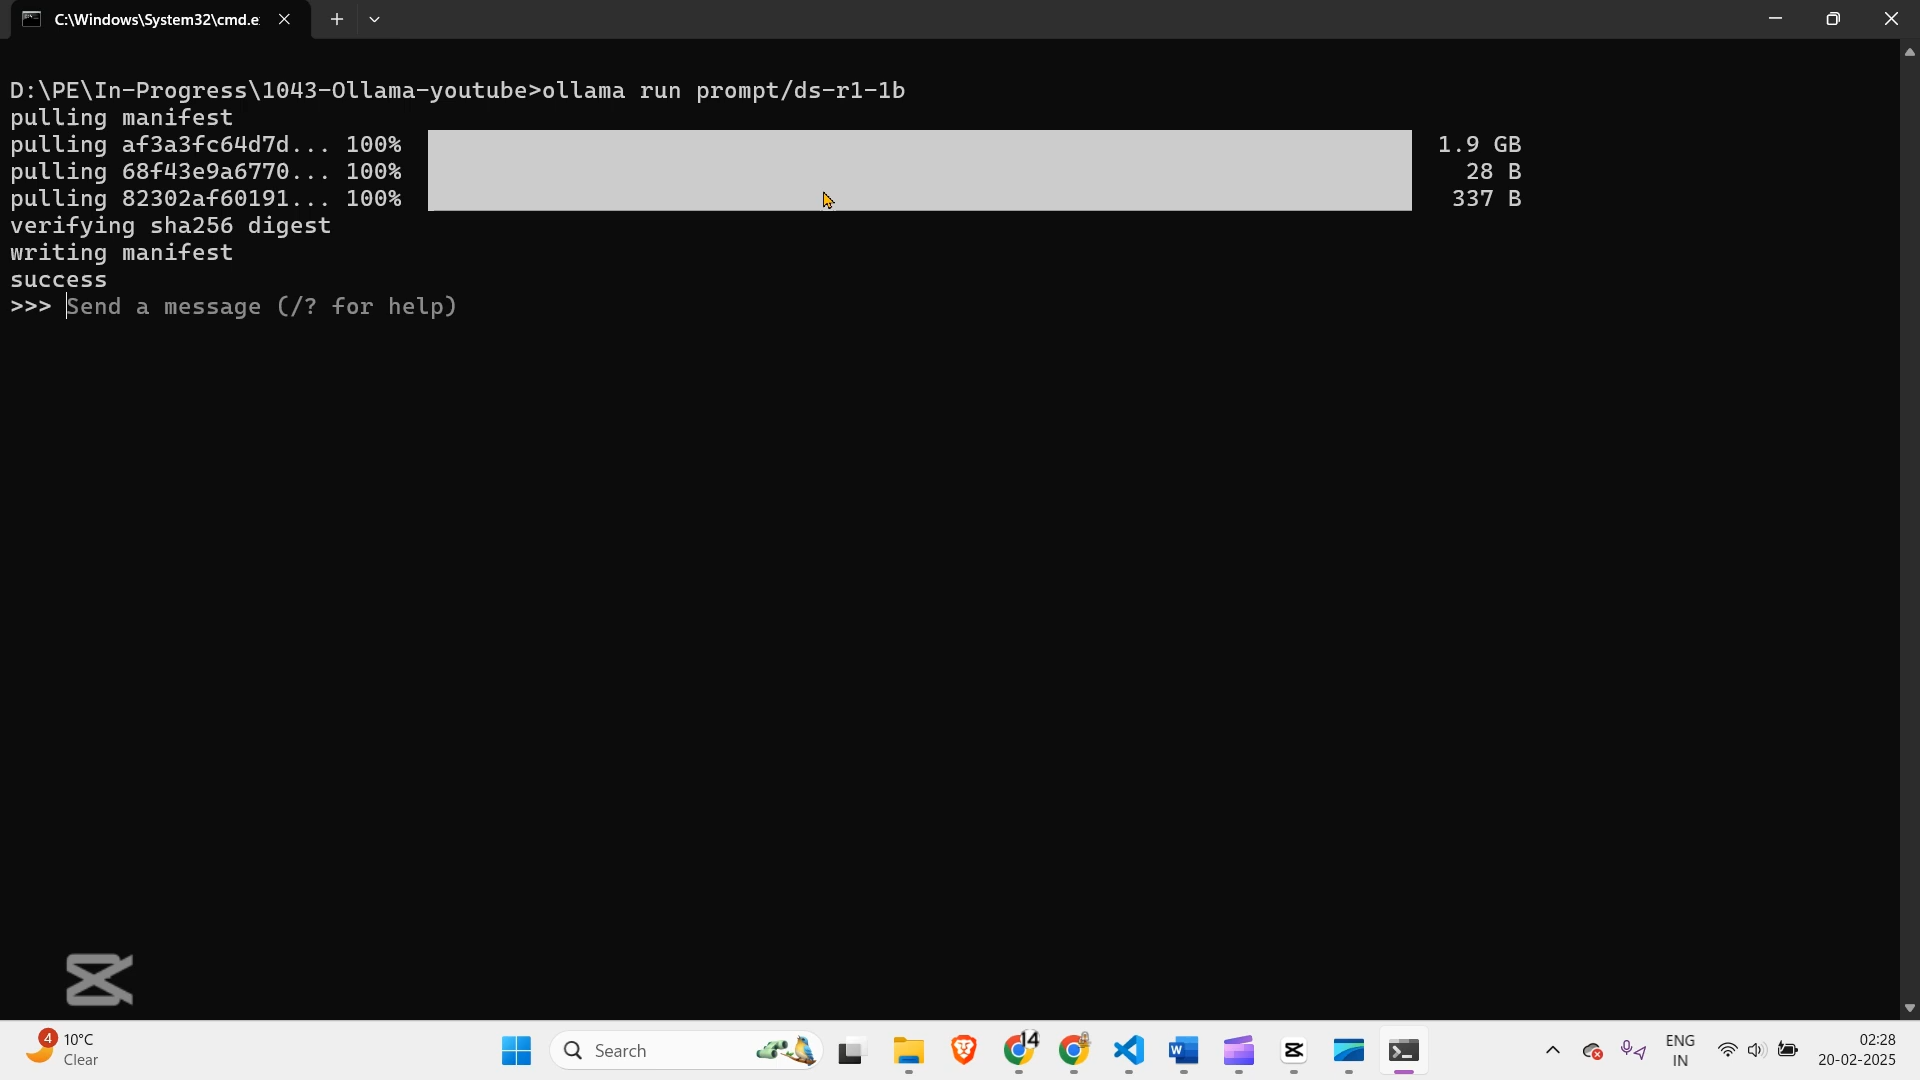 C:\Windows\System32\cmd.e
D:\PE\In-Progress\1043-Ollama-youtube>ollama run prompt/ds-r1-1b
pulling manifest
pulling af3a3fc64d7d... 100% 1.9 GB
pulling 68f43e9a6770... 100% 28 B
pulling 82302af60191... 100% 337 B
verifying sha256 digest
writing manifest
success
>>> Send a message (/? for help)
4
10°C
Clear
Search
14
W
ENG
IN
02:28
20-02-2025